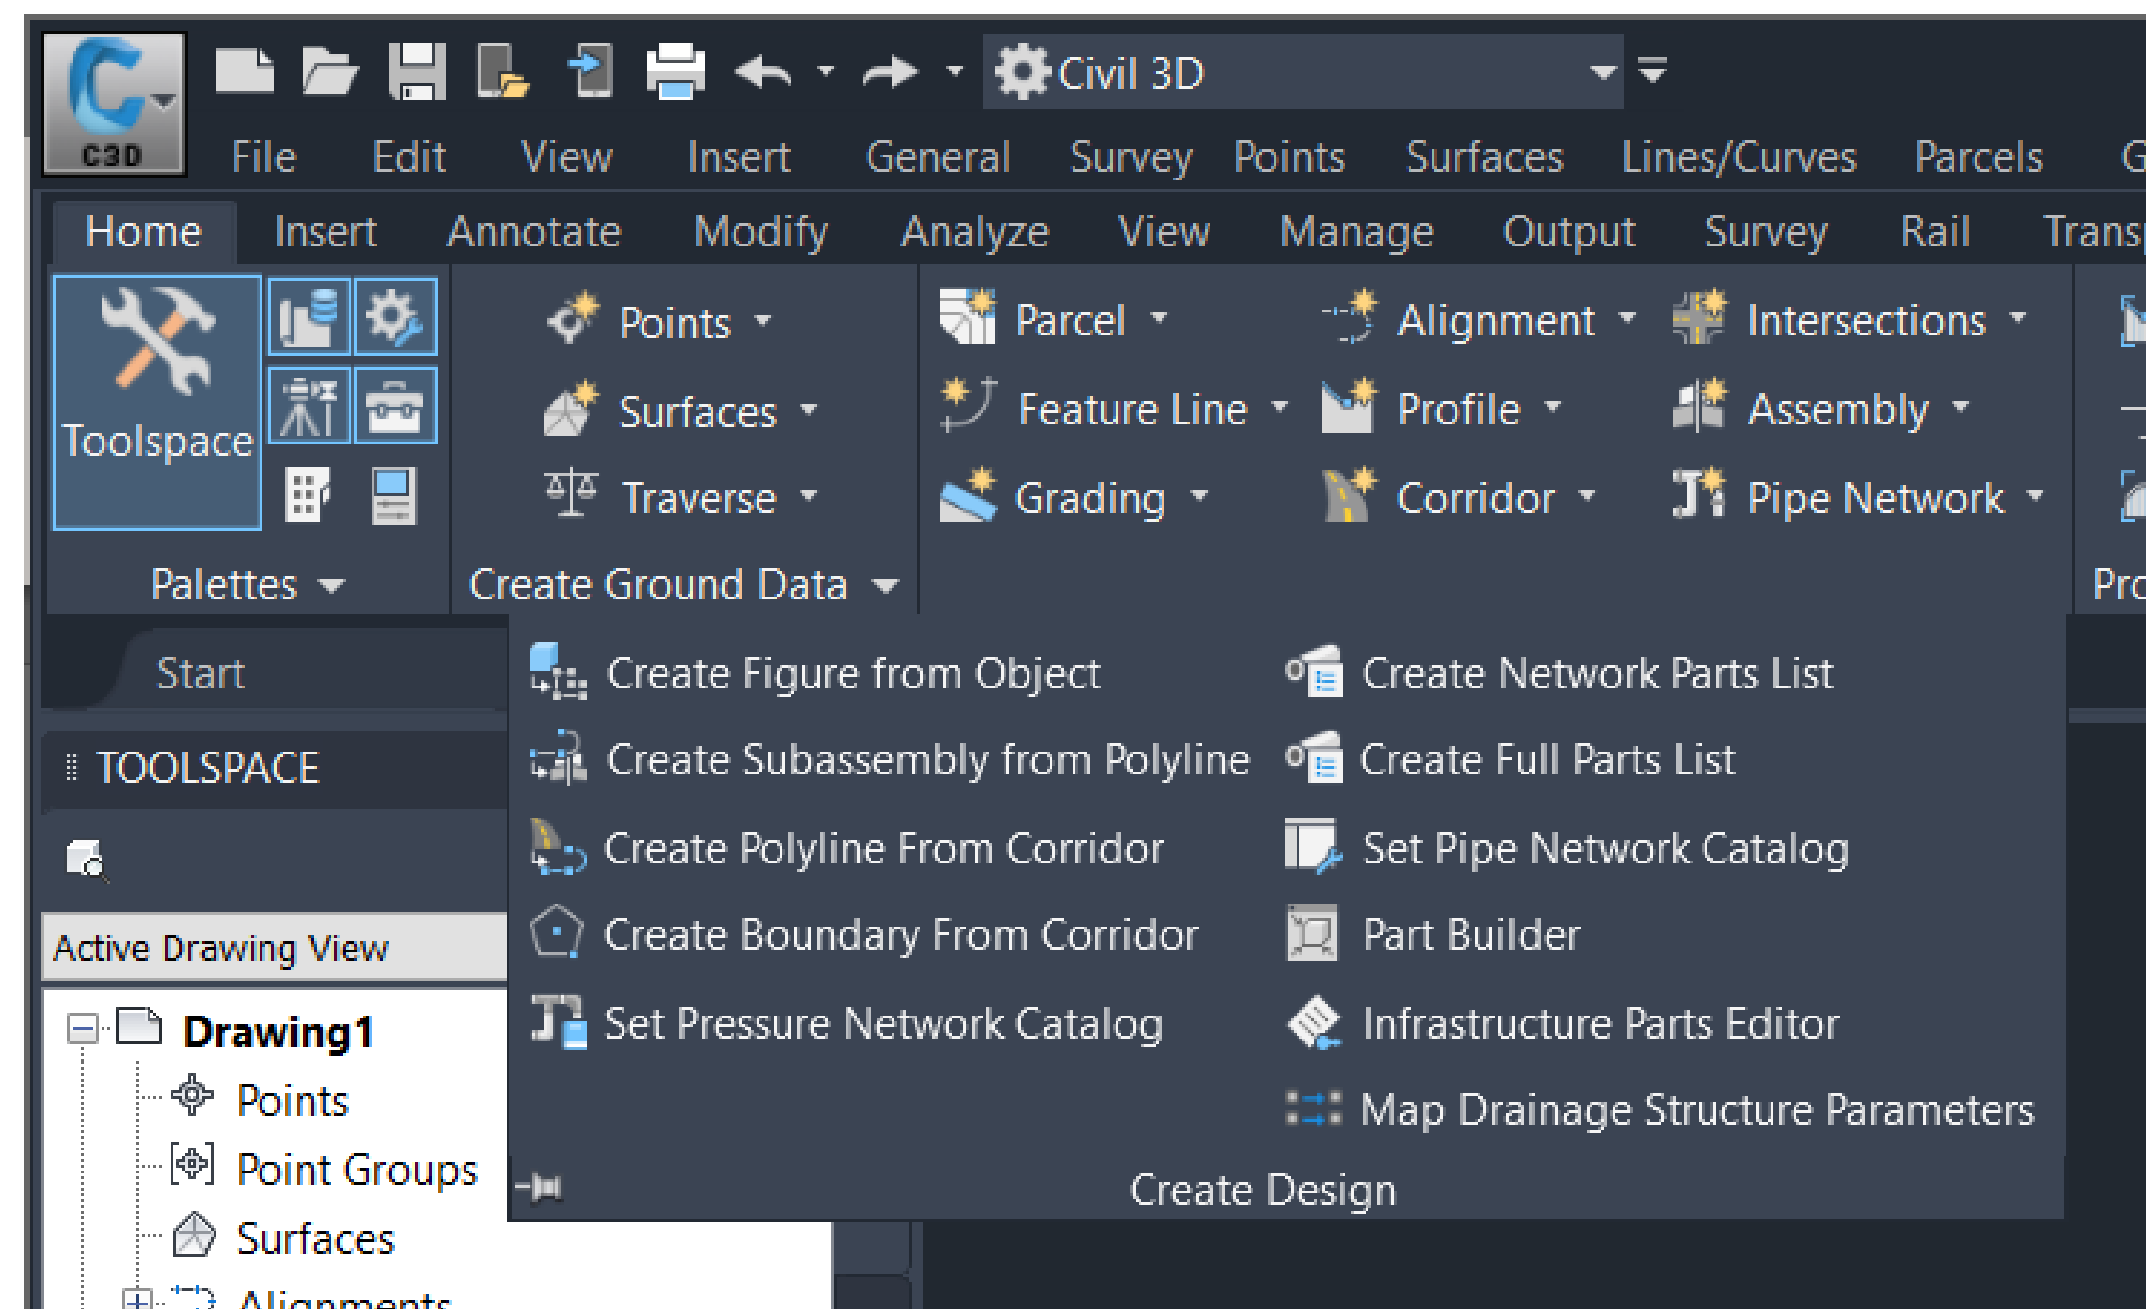 Civil 3D
C3D
File Edit View Insert General Survey Points Surfaces Lines/Curves Parcels
Home Insert Annotate Modify Analyze View Manage Output Survey Rail
Toolspace
Points
Surfaces
Traverse
Parcel
Feature Line
Grading
Alignment
Profile
Corridor
Intersections
Assembly
Pipe Network
Palettes
Create Ground Data
Start
TOOLSPACE
Active Drawing View
Drawing1
Points
Point Groups
Surfaces
Alignments
Create Figure from Object
Create Subassembly from Polyline
Create Polyline From Corridor
Create Boundary From Corridor
Set Pressure Network Catalog
Create Network Parts List
Create Full Parts List
Set Pipe Network Catalog
Part Builder
Infrastructure Parts Editor
Map Drainage Structure Parameters
Create Design